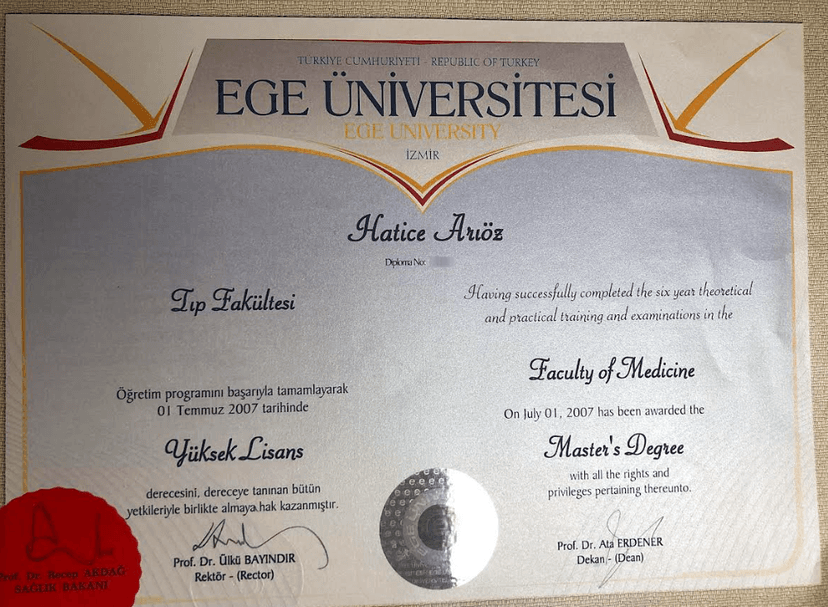 TÜRKİYE CUMHURİYETİ - REPUBLIC OF TURKEY
EGE ÜNİVERSİTESİ
EGE UNIVERSITY
İZMİR
Hatice Arıöz
Diploma No:
Tıp Fakültesi
Öğretim programını başarıyla tamamlayarak
01 Temmuz 2007 tarihinde
Yüksek Lisans
derecesini, dereceye tanınan bütün
yetkileriyle birlikte almaya hak kazanmıştır.
Prof. Dr. Ülkü BAYINDIR
Rektör - (Rector)
Having successfully completed the six year theoretical
and practical training and examinations in the
Faculty of Medicine
On July 01, 2007 has been awarded the
Master's Degree
with all the rights and
privileges pertaining thereunto.
Prof. Dr. Ata ERDENER
Dekan - (Dean)
Prof. Dr. Recep AKDAĞ
SAĞLIK BAKANI